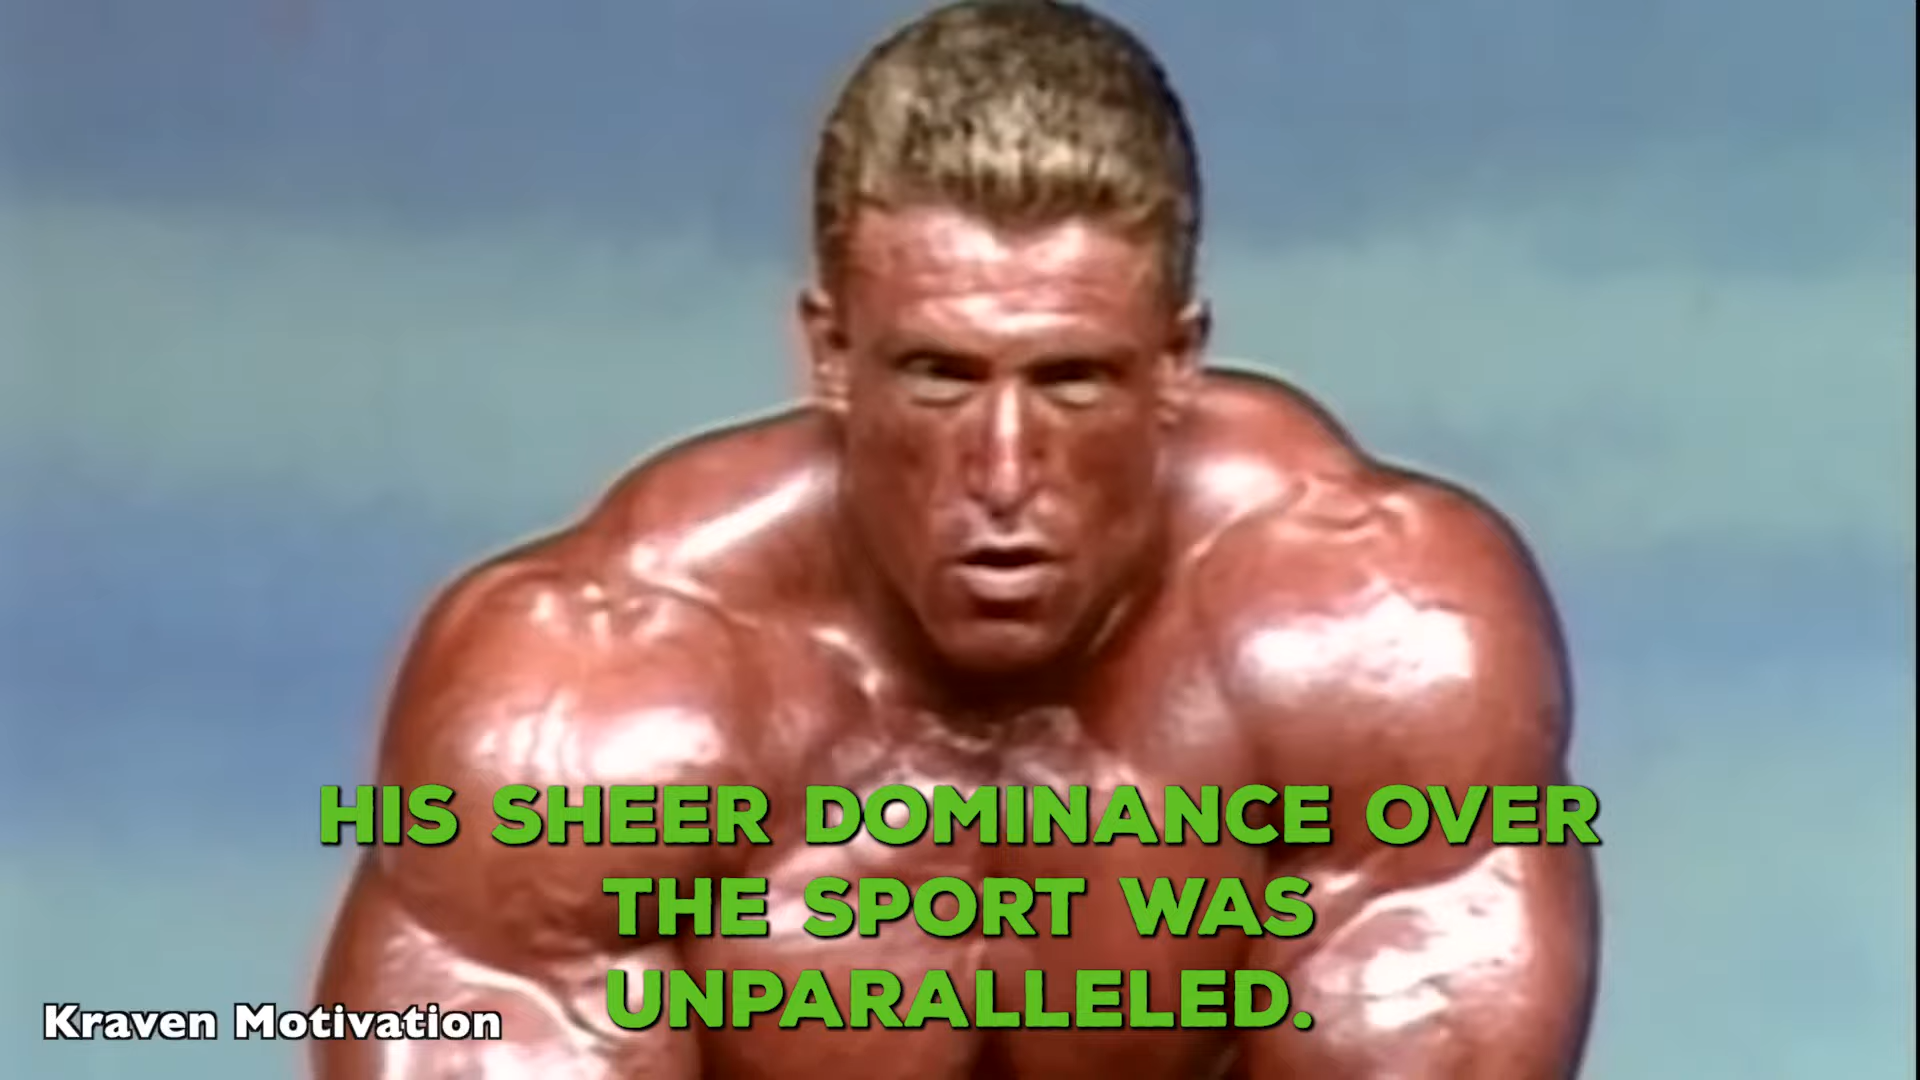 HIS SHEER DOMINANCE OVER
THE SPORT WAS
UNPARALLELED.
Kraven Motivation